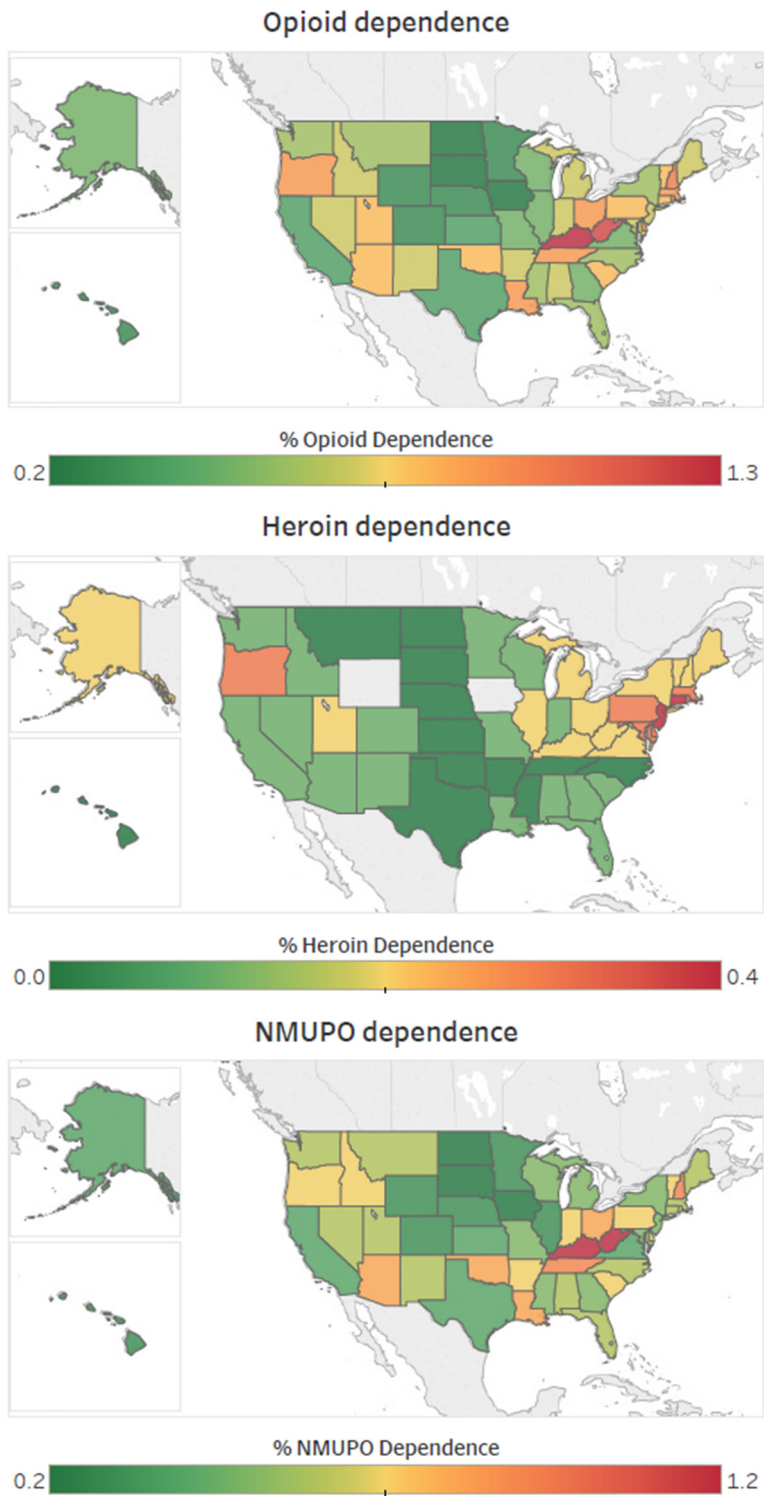 Opioid dependence
% Opioid Dependence
0.2 1.3
Heroin dependence
% Heroin Dependence
0.0 0.4
NMUPO dependence
% NMUPO Dependence
0.2 1.2